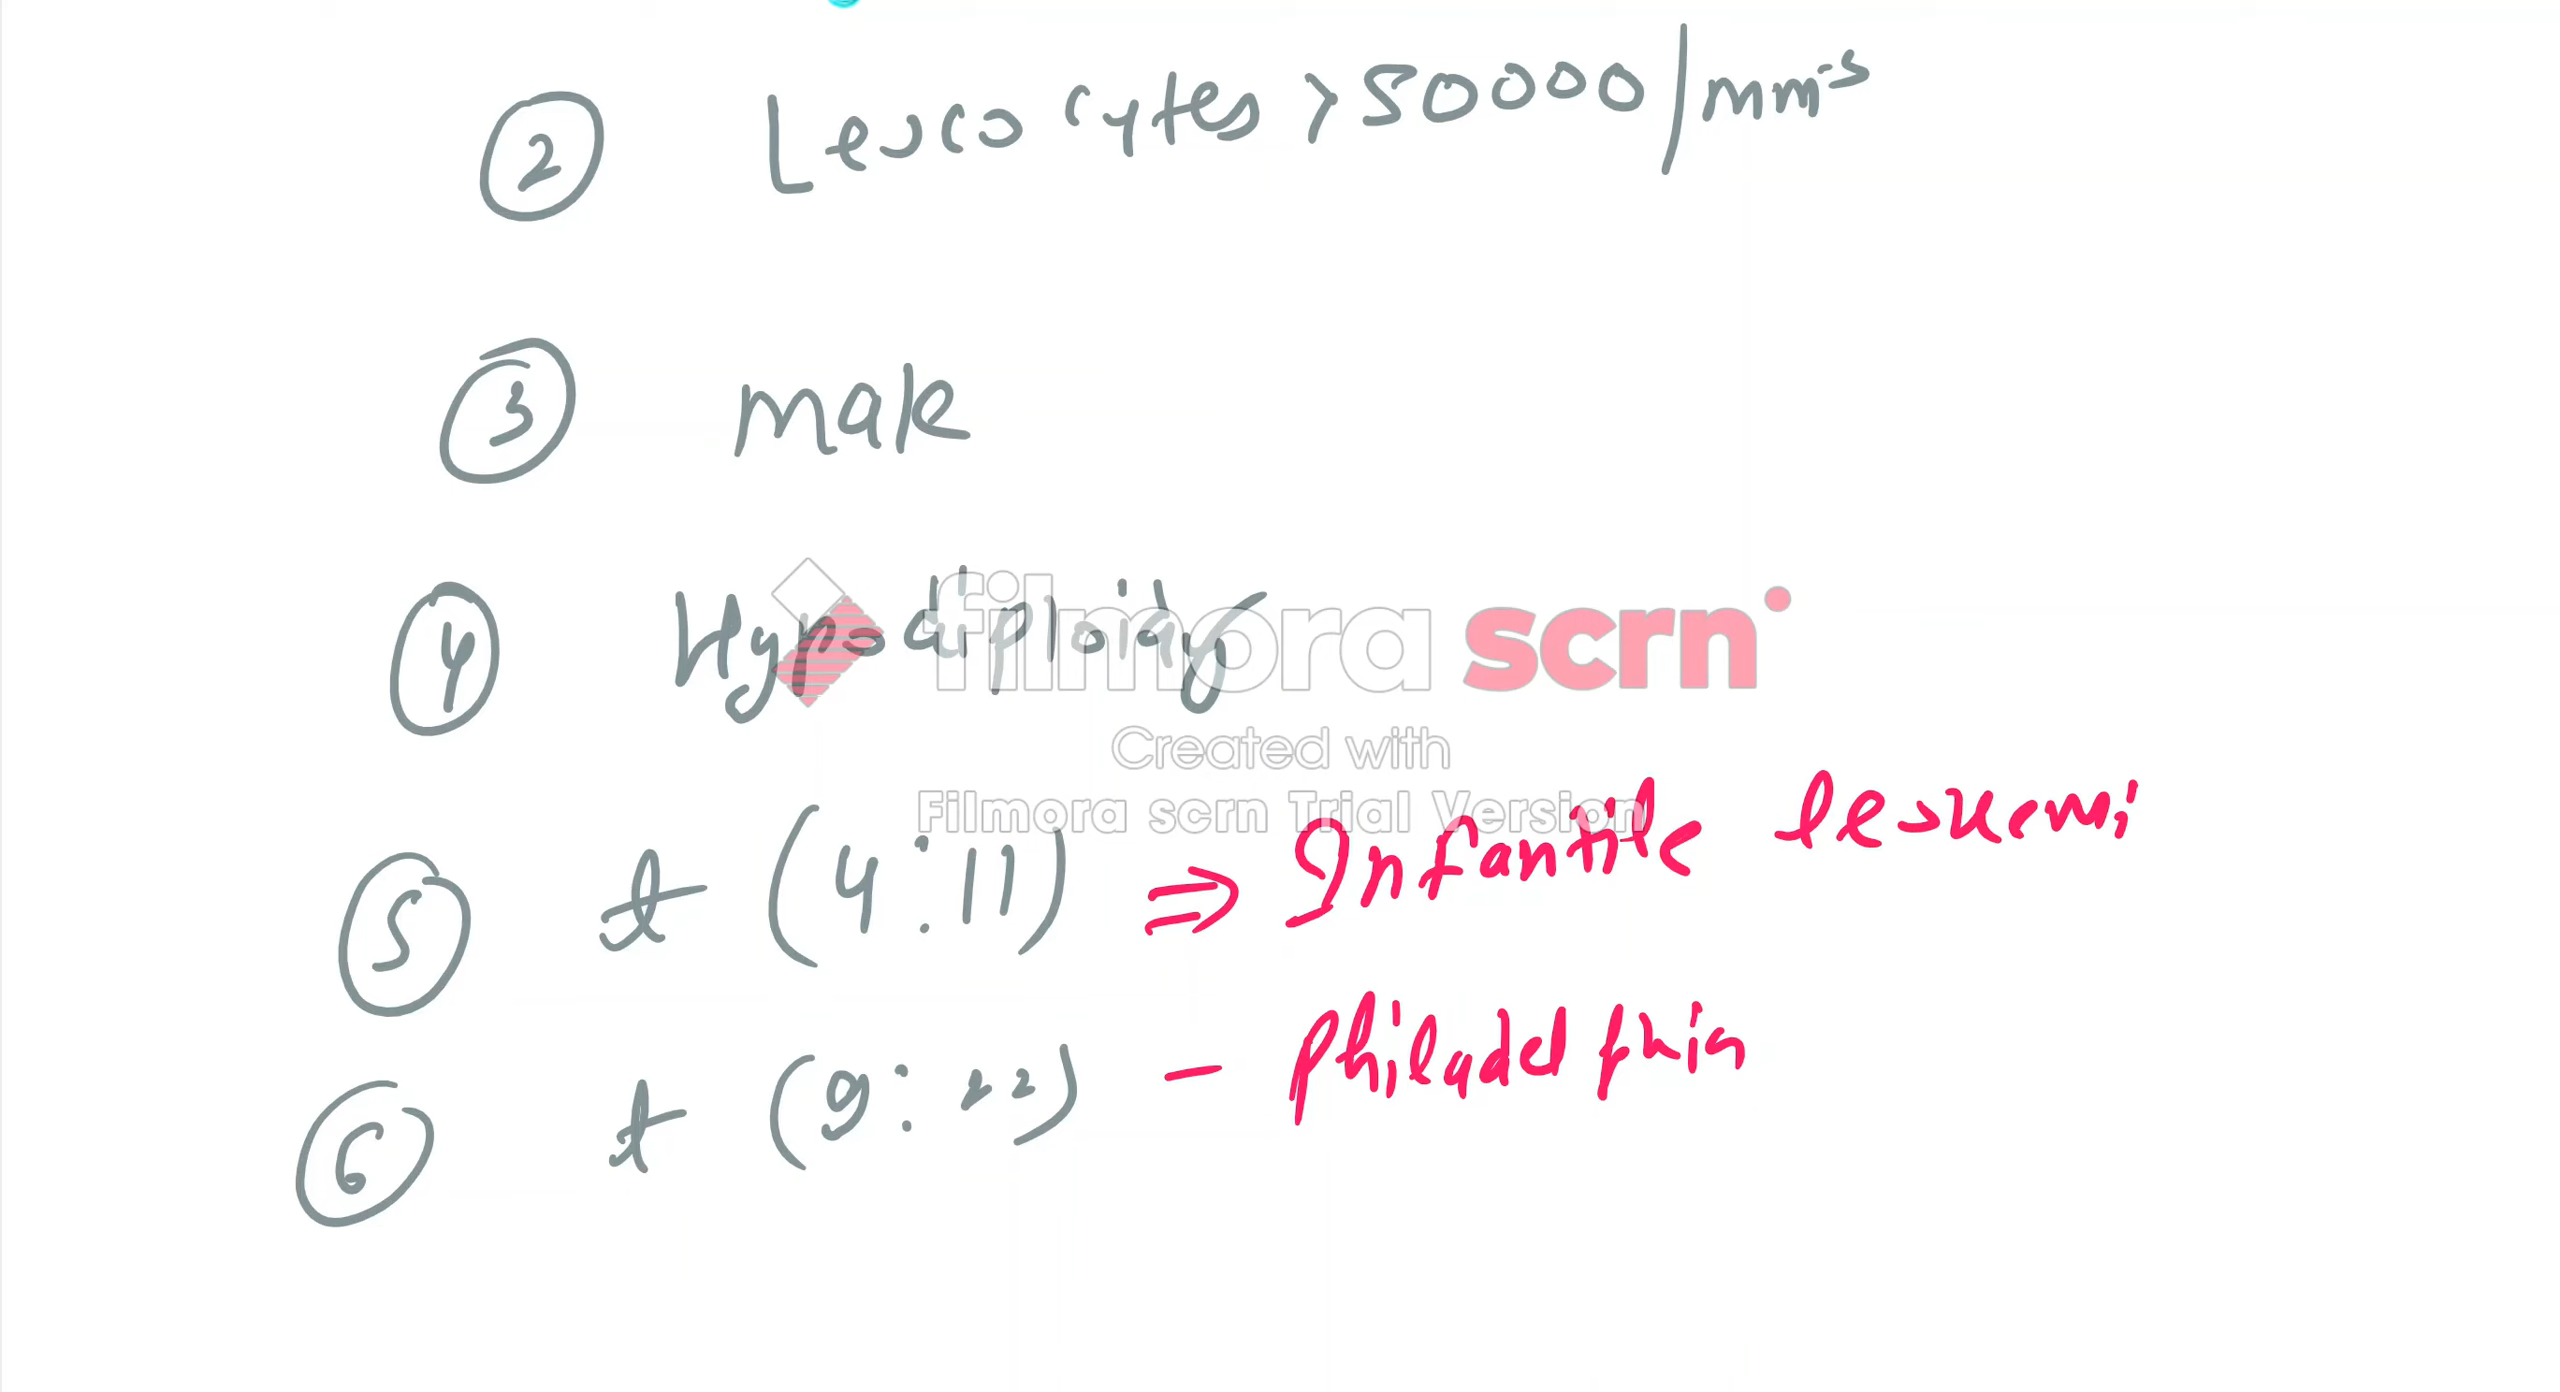 ② Leucocytes >50000/mm³
③ male
④ Hypodiploidy
filmora scrn
Created with
Filmora scrn Trial Version
⑤ t (4:11) ⇒ Infantile leukemi
⑥ t (9:22) – Philadelphia